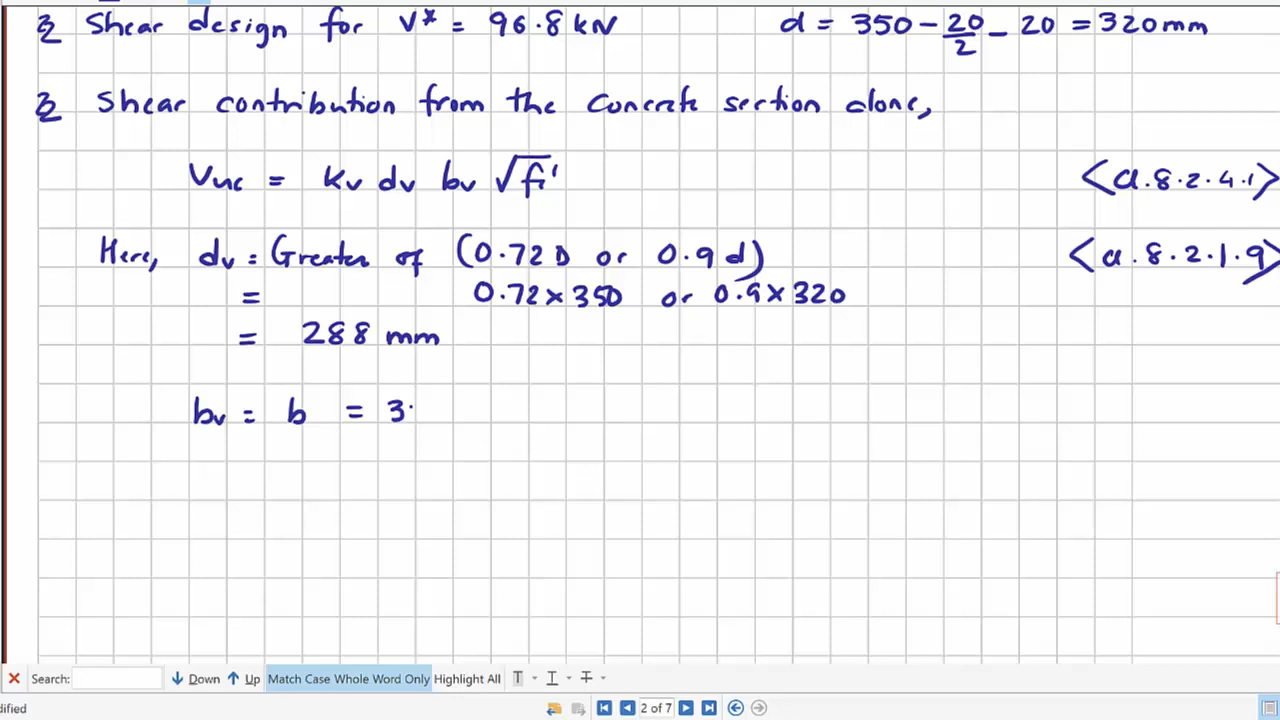 Shear design for V* = 96.8 kN d = 350 - 20/2 - 20 = 320 mm
Shear contribution from the concrete section alone,
Vuc = kv dv bv √fc' <a.8.2.4.1>
Here, dv = Greater of (0.72 D or 0.9 d) <a.8.2.1.9>
= 0.72 × 350 or 0.9 × 320
= 288 mm
bv = b = 3
Search: Down Up Match Case Whole Word Only Highlight All T T T
dified 2 of 7